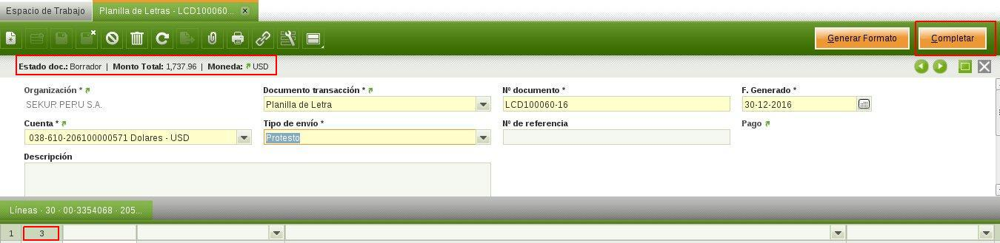 Espacio de Trabajo Planilla de Letras - LCD100060...
Generar Formato Completar
Estado doc.: Borrador | Monto Total: 1,737.96 | Moneda: USD
Organización * Documento transacción * Nº documento * F. Generado *
SEKUR PERU S.A. Planilla de Letra LCD100060-16 30-12-2016
Cuenta * Tipo de envío * Nº de referencia Pago
038-610-206100000571 Dolares - USD Protesto
Descripción
Líneas - 30 - 00-3354068 - 205...
1 3